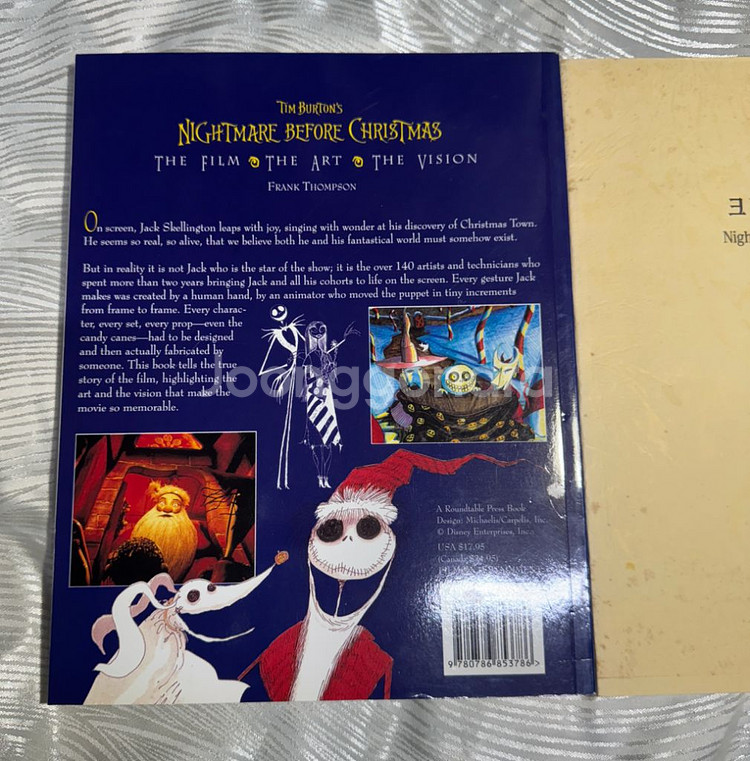 TIM BURTON'S
NIGHTMARE BEFORE CHRISTMAS
THE FILM THE ART THE VISION
FRANK THOMPSON
On screen, Jack Skellington leaps with joy, singing with wonder at his discovery of Christmas Town.
He seems so real, so alive, that we believe both he and his fantastical world must somehow exist.
But in reality it is not Jack who is the star of the show; it is the over 140 artists and technicians who
spent more than two years bringing Jack and all his cohorts to life on the screen. Every gesture Jack
makes was created by a human hand, by an animator who moved the puppet in tiny increments
from frame to frame. Every charac-
ter, every set, every prop—even the
candy canes—had to be designed
and then actually fabricated by
someone. This book tells the true
story of the film, highlighting the
art and the vision that make the
movie so memorable.
Joonggonara
A Roundtable Press Book
Design: Michaelis/Carpelis, Inc.
© Disney Enterprises, Inc.
USA $17.95
(Canada $24.95)
9 780786 853786 >
Nigh